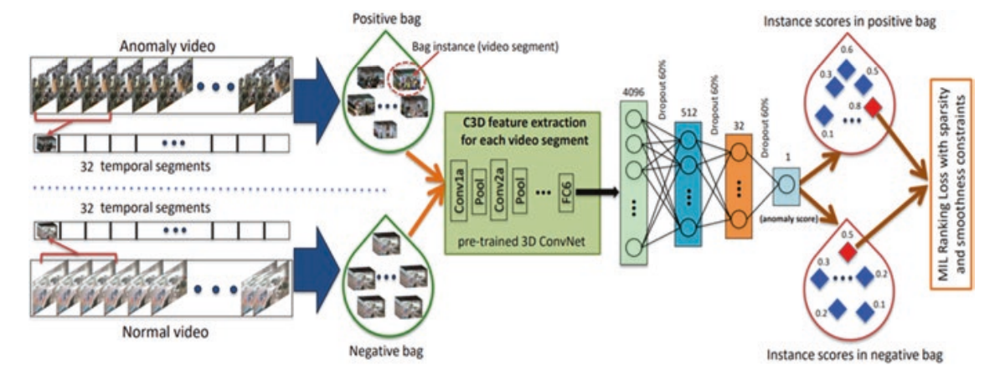 Anomaly video
32 temporal segments
32 temporal segments
Normal video
Positive bag
Bag instance (video segment)
Negative bag
C3D feature extraction
for each video segment
Conv1a
Pool
Conv2a
Pool
FC6
pre-trained 3D ConvNet
4096
Dropout 60%
512
Dropout 60%
32
Dropout 60%
1
(anomaly score)
Instance scores in positive bag
0.6
0.3
0.5
0.8
0.1
0.5
0.3
0.2
0.2
0.1
Instance scores in negative bag
MIL Ranking Loss with sparsity
and smoothness constraints